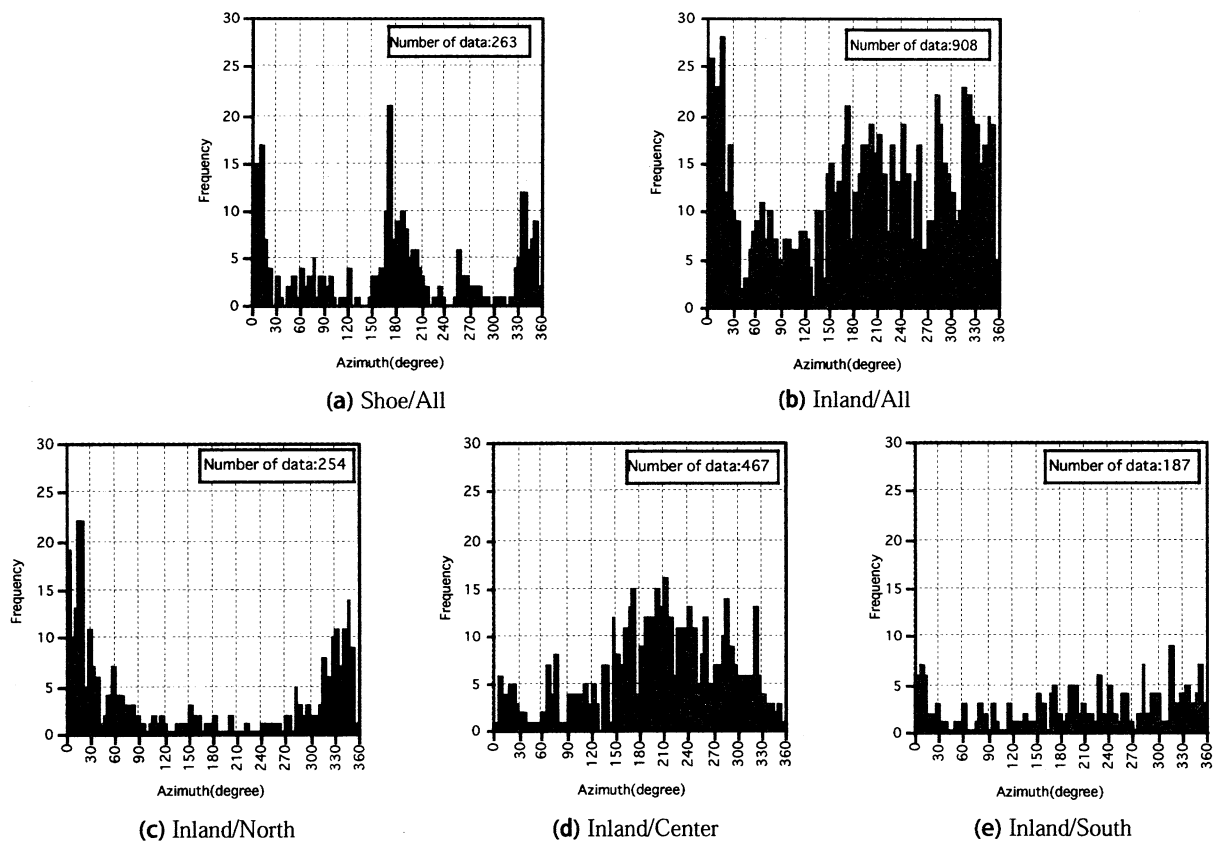 30
25
20
15
10
5
0
Frequency
Number of data:263
0 30 60 90 120 150 180 210 240 270 300 330 360
Azimuth(degree)
(a) Shoe/All
30
25
20
15
10
5
0
Frequency
Number of data:908
0 30 60 90 120 150 180 210 240 270 300 330 360
Azimuth(degree)
(b) Inland/All
30
25
20
15
10
5
0
Frequency
Number of data:254
0 30 60 90 120 150 180 210 240 270 300 330 360
Azimuth(degree)
(c) Inland/North
30
25
20
15
10
5
0
Frequency
Number of data:467
0 30 60 90 120 150 180 210 240 270 300 330 360
Azimuth(degree)
(d) Inland/Center
30
25
20
15
10
5
0
Frequency
Number of data:187
0 30 60 90 120 150 180 210 240 270 300 330 360
Azimuth(degree)
(e) Inland/South